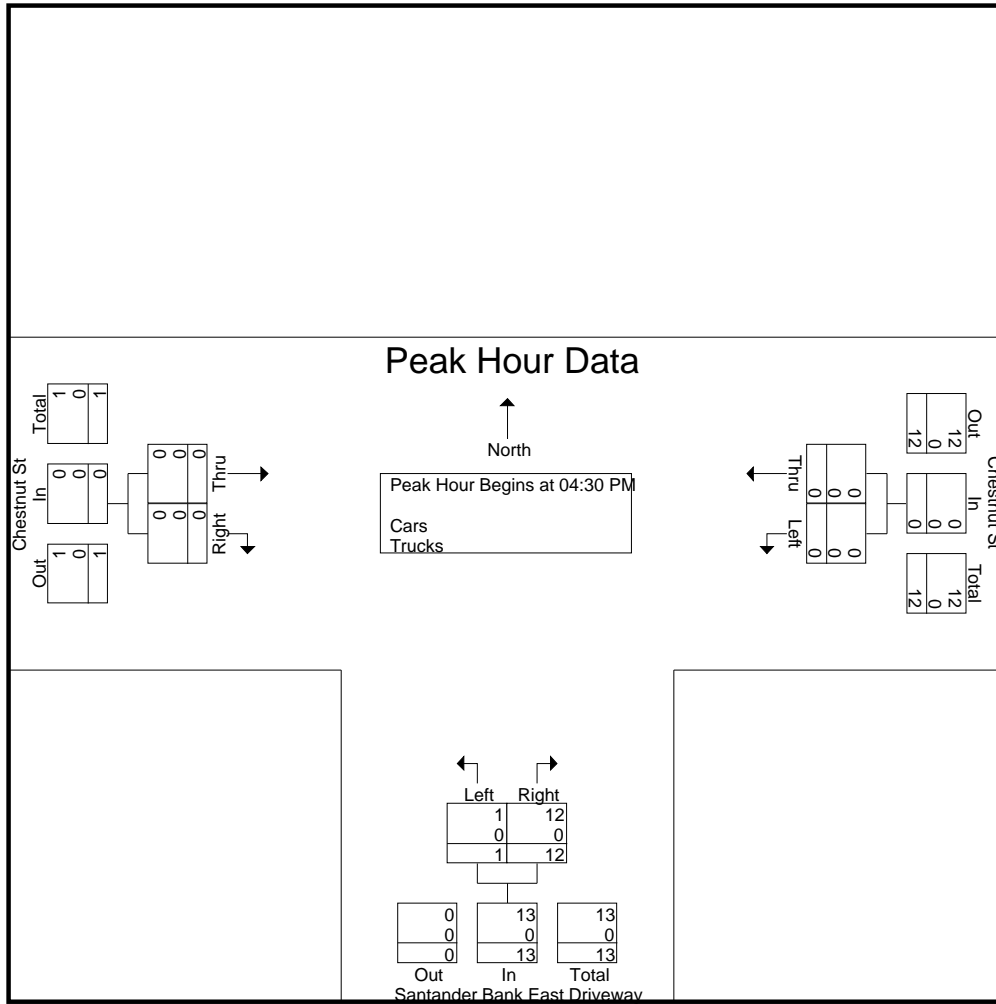 Peak Hour Data
North
Peak Hour Begins at 04:30 PM
Cars
Trucks
Chestnut St
Total
1 0 1
In
0 0 0
Out
1 0 1
Thru
0 0 0
Right
0 0 0
Chestnut St
Out
12 0 12
In
0 0 0
Total
12 0 12
Thru
0 0 0
Left
0 0 0
Left Right
1 12
0 0
1 12
0 13 13
0 0 0
0 13 13
Out In Total
Santander Bank East Driveway